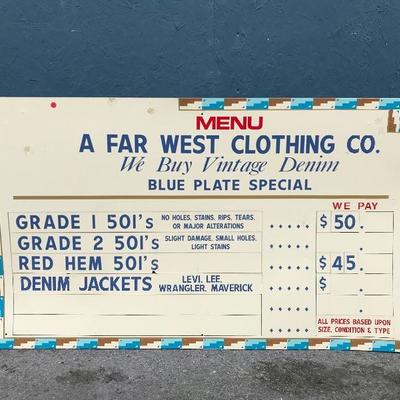 MENU
A FAR WEST CLOTHING CO.
We Buy Vintage Denim
BLUE PLATE SPECIAL
WE PAY
GRADE 1 501's NO HOLES, STAINS, RIPS, TEARS, OR MAJOR ALTERATIONS ..... $50.
GRADE 2 501's SLIGHT DAMAGE, SMALL HOLES, LIGHT STAINS ..... .
RED HEM 501's ..... $45.
DENIM JACKETS LEVI, LEE, WRANGLER, MAVERICK ..... $ .
..... .
..... ALL PRICES BASED UPON
SIZE, CONDITION & TYPE